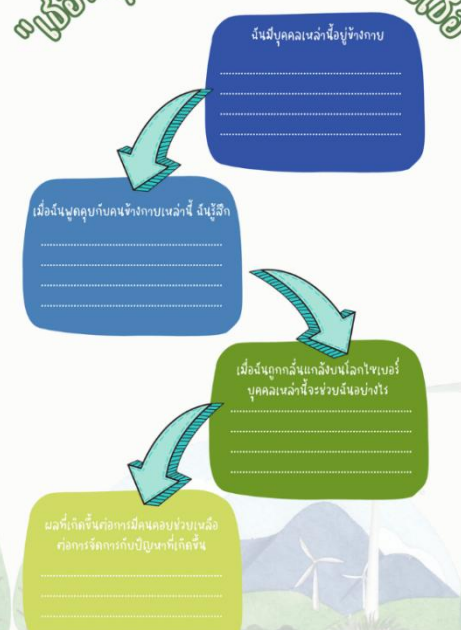 ฉันมีบุคคลเหล่านี้อยู่ข้างกาย
เมื่อฉันพูดคุยกับคนข้างกายเหล่านี้ ฉันรู้สึก
เมื่อฉันถูกกลั่นแกล้งบนโลกไซเบอร์
บุคคลเหล่านี้จะช่วยฉันอย่างไร
ผลที่เกิดขึ้นต่อการมีคนคอยช่วยเหลือ
ต่อการจัดการกับปัญหาที่เกิดขึ้น